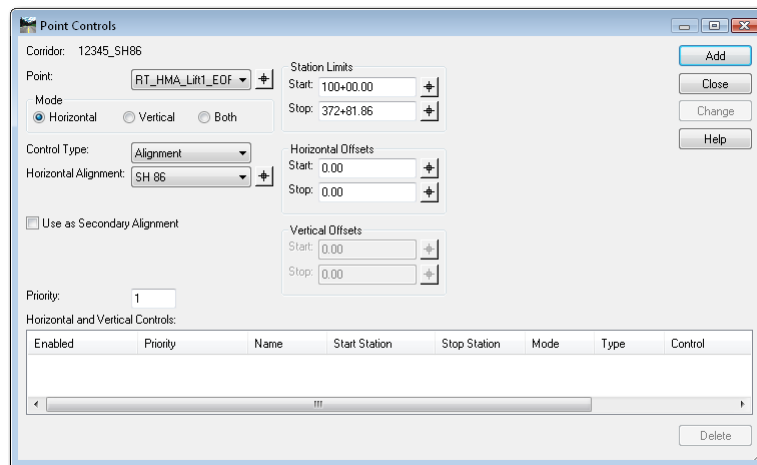 Point Controls
Corridor: 12345_SH86
Add
Point: RT_HMA_Lift1_EOF
Station Limits
Start: 100+00.00
Close
Mode
Horizontal Vertical Both
Stop: 372+81.86
Change
Help
Control Type: Alignment
Horizontal Offsets
Horizontal Alignment: SH 86
Start: 0.00
Stop: 0.00
Use as Secondary Alignment
Vertical Offsets
Start: 0.00
Stop: 0.00
Priority: 1
Horizontal and Vertical Controls:
Enabled Priority Name Start Station Stop Station Mode Type Control
Delete